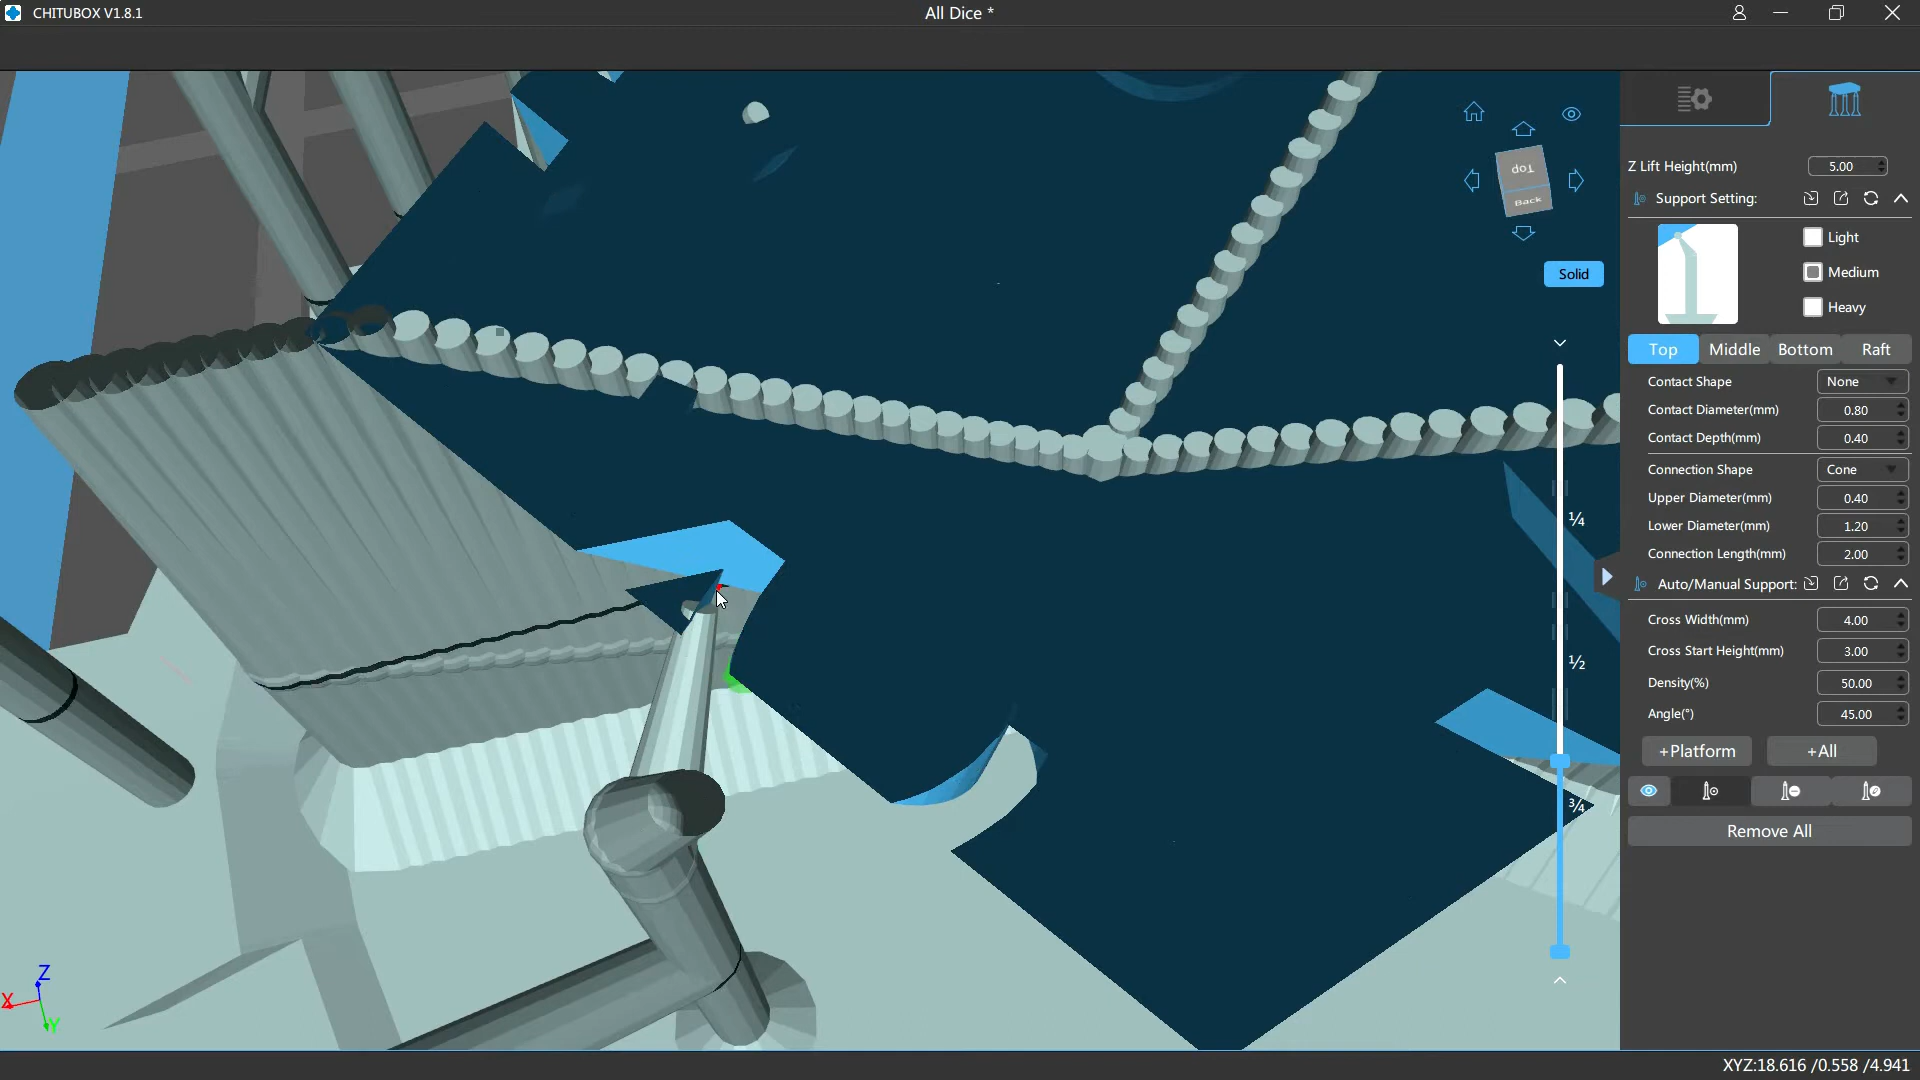 CHITUBOX V1.8.1
All Dice *
Top
Back
Solid
¼
½
¾
Z
X
Y
Z Lift Height(mm) 5.00
Support Setting:
Light
Medium
Heavy
Top Middle Bottom Raft
Contact Shape None
Contact Diameter(mm) 0.80
Contact Depth(mm) 0.40
Connection Shape Cone
Upper Diameter(mm) 0.40
Lower Diameter(mm) 1.20
Connection Length(mm) 2.00
Auto/Manual Support:
Cross Width(mm) 4.00
Cross Start Height(mm) 3.00
Density(%) 50.00
Angle(°) 45.00
+Platform +All
Remove All
XYZ:18.616 /0.558 /4.941